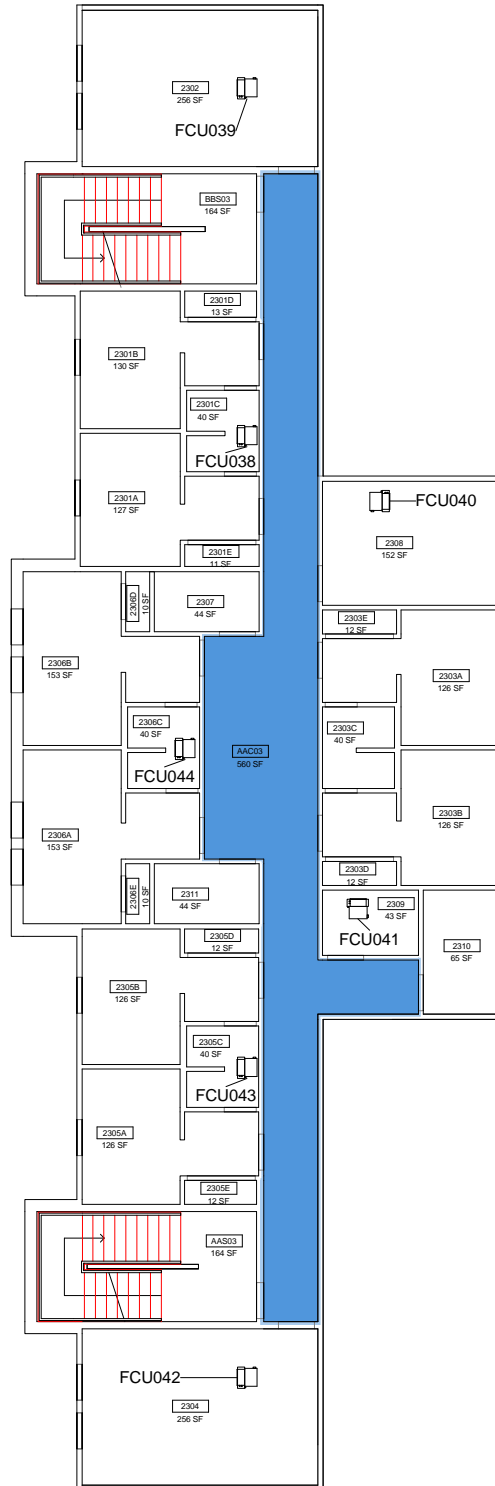 2302
256 SF
FCU039
BBS03
164 SF
2301D
13 SF
2301B
130 SF
2301C
40 SF
FCU038
2301A
127 SF
FCU040
2308
152 SF
2301E
11 SF
2306D
10 SF
2307
44 SF
2303E
12 SF
2306B
153 SF
2303A
126 SF
2306C
40 SF
2303C
40 SF
AAC03
560 SF
FCU044
2306A
153 SF
2303B
126 SF
2306E
10 SF
2311
44 SF
2303D
12 SF
2309
43 SF
FCU041
2310
65 SF
2305D
12 SF
2305B
126 SF
2305C
40 SF
FCU043
2305A
126 SF
2305E
12 SF
AAS03
164 SF
FCU042
2304
256 SF